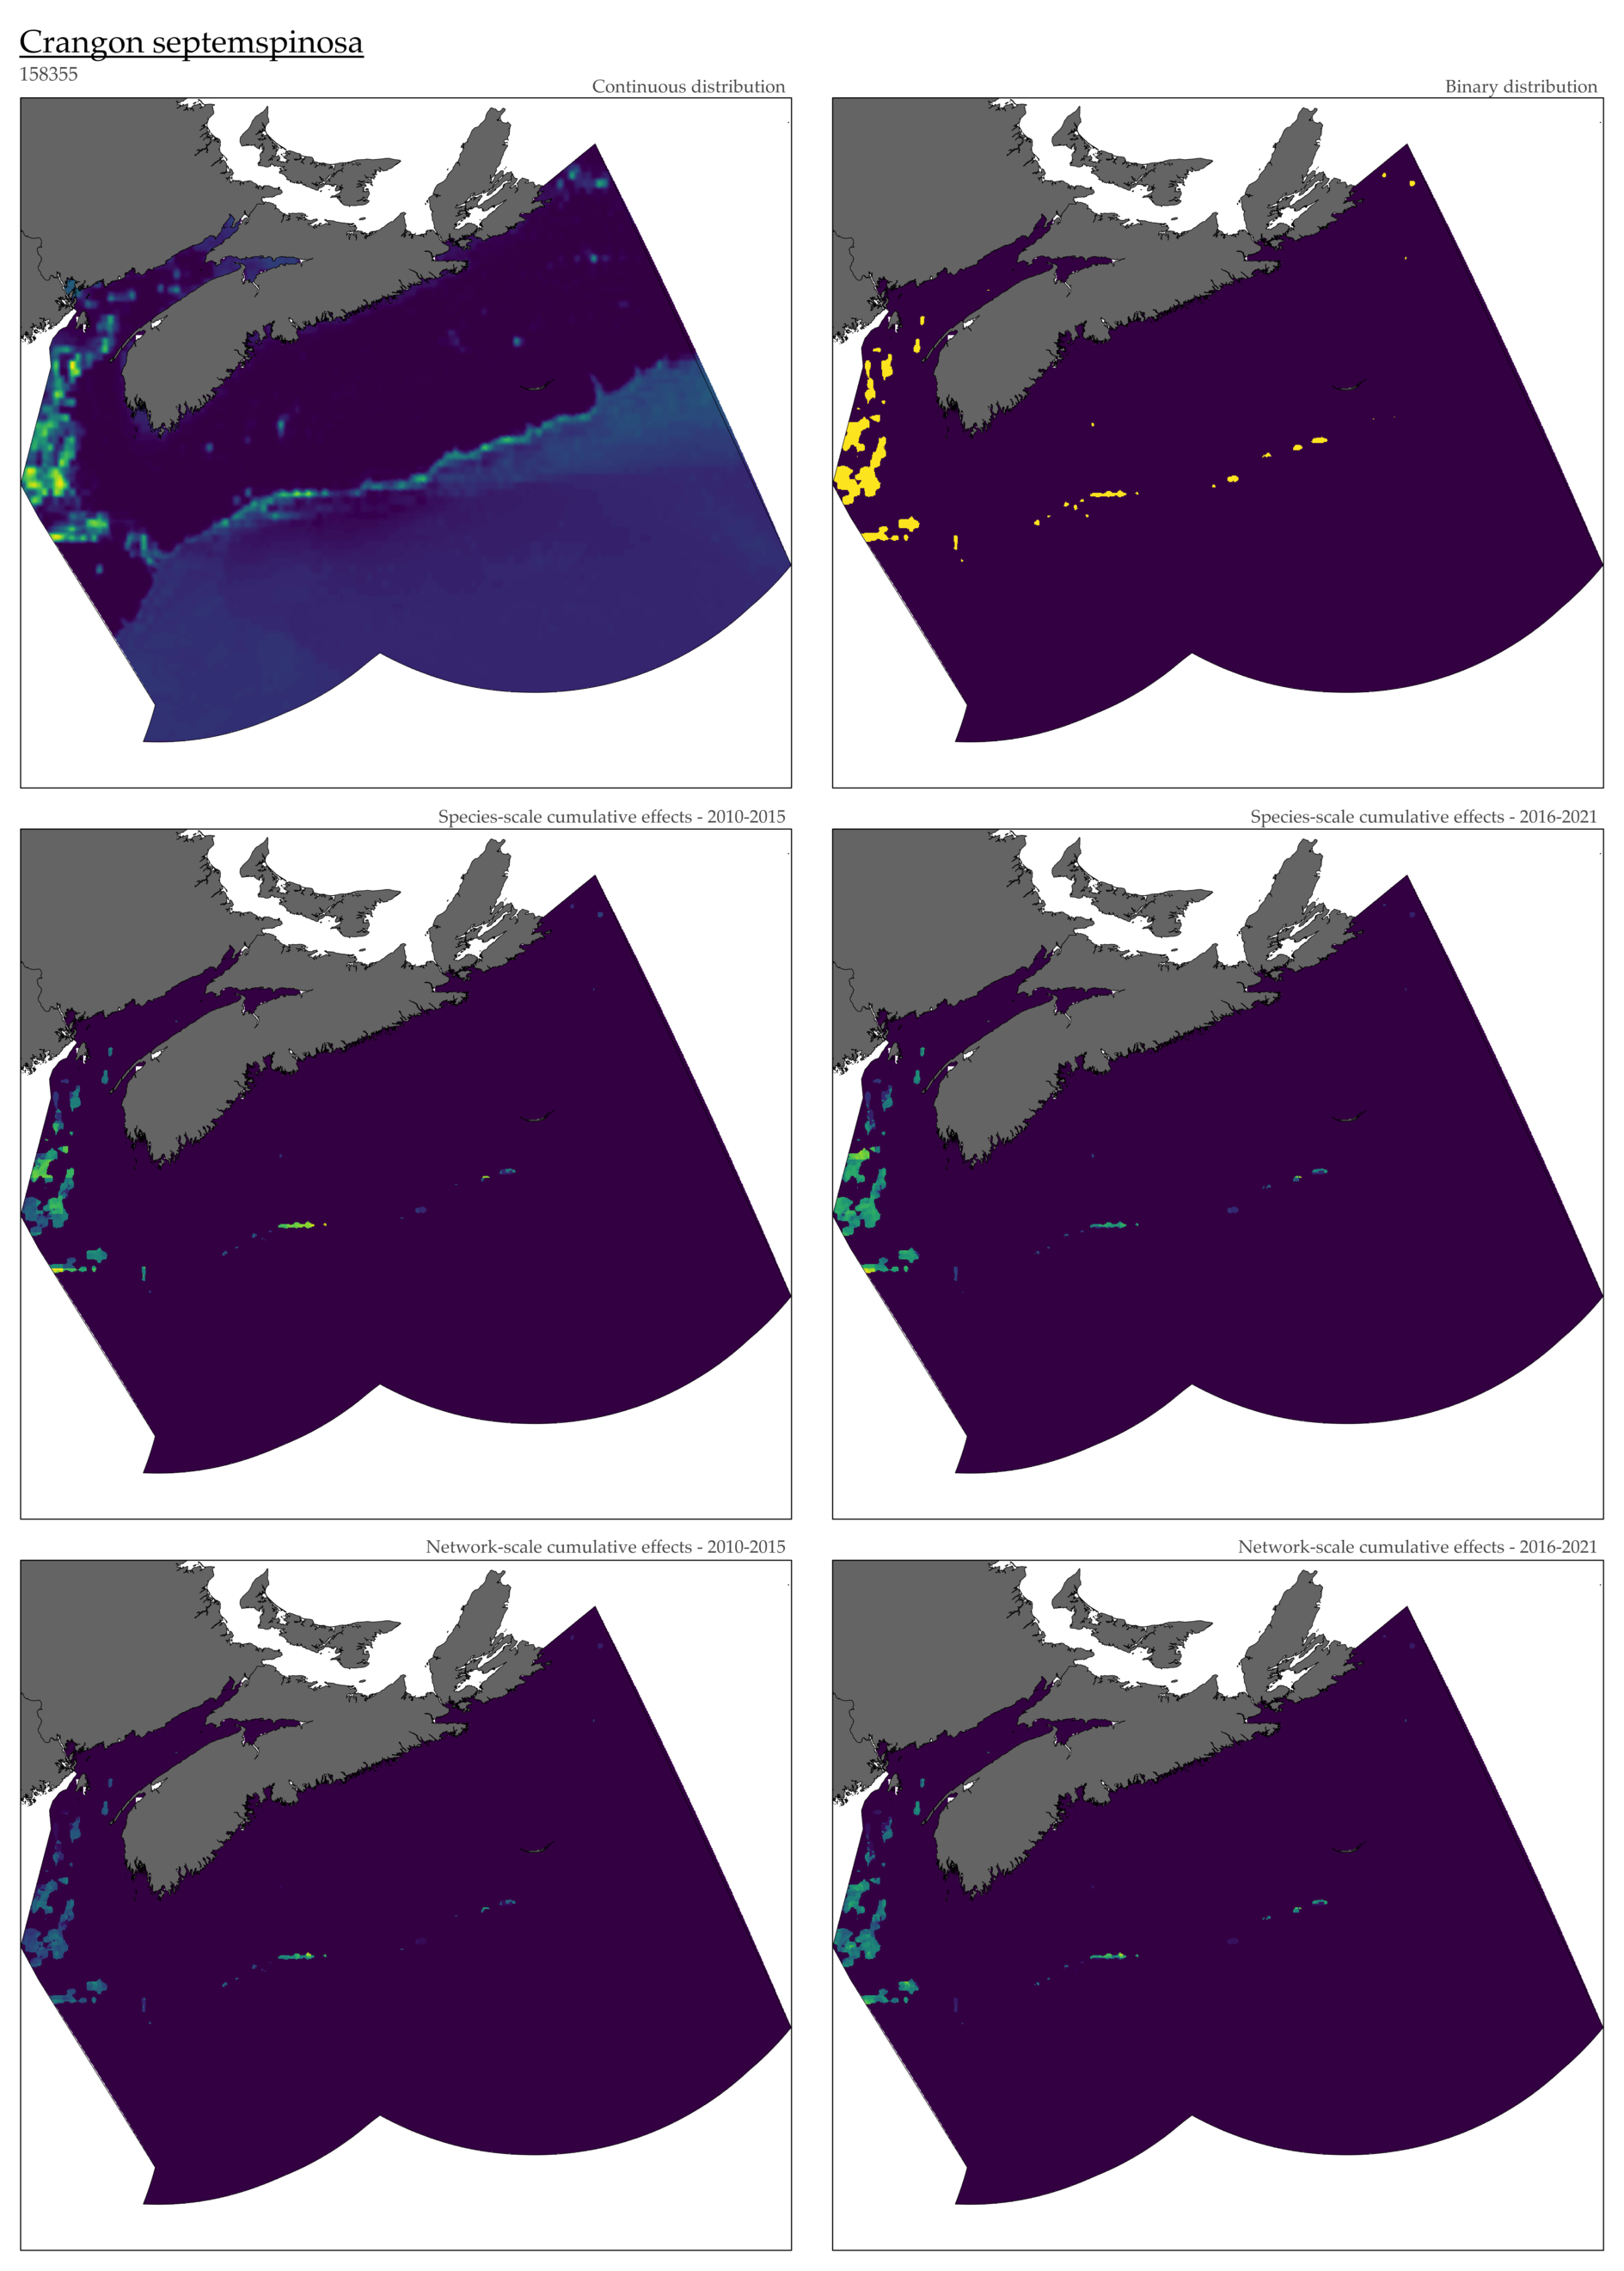 Crangon septemspinosa
158355
Continuous distribution
Binary distribution
Species-scale cumulative effects - 2010-2015
Species-scale cumulative effects - 2016-2021
Network-scale cumulative effects - 2010-2015
Network-scale cumulative effects - 2016-2021